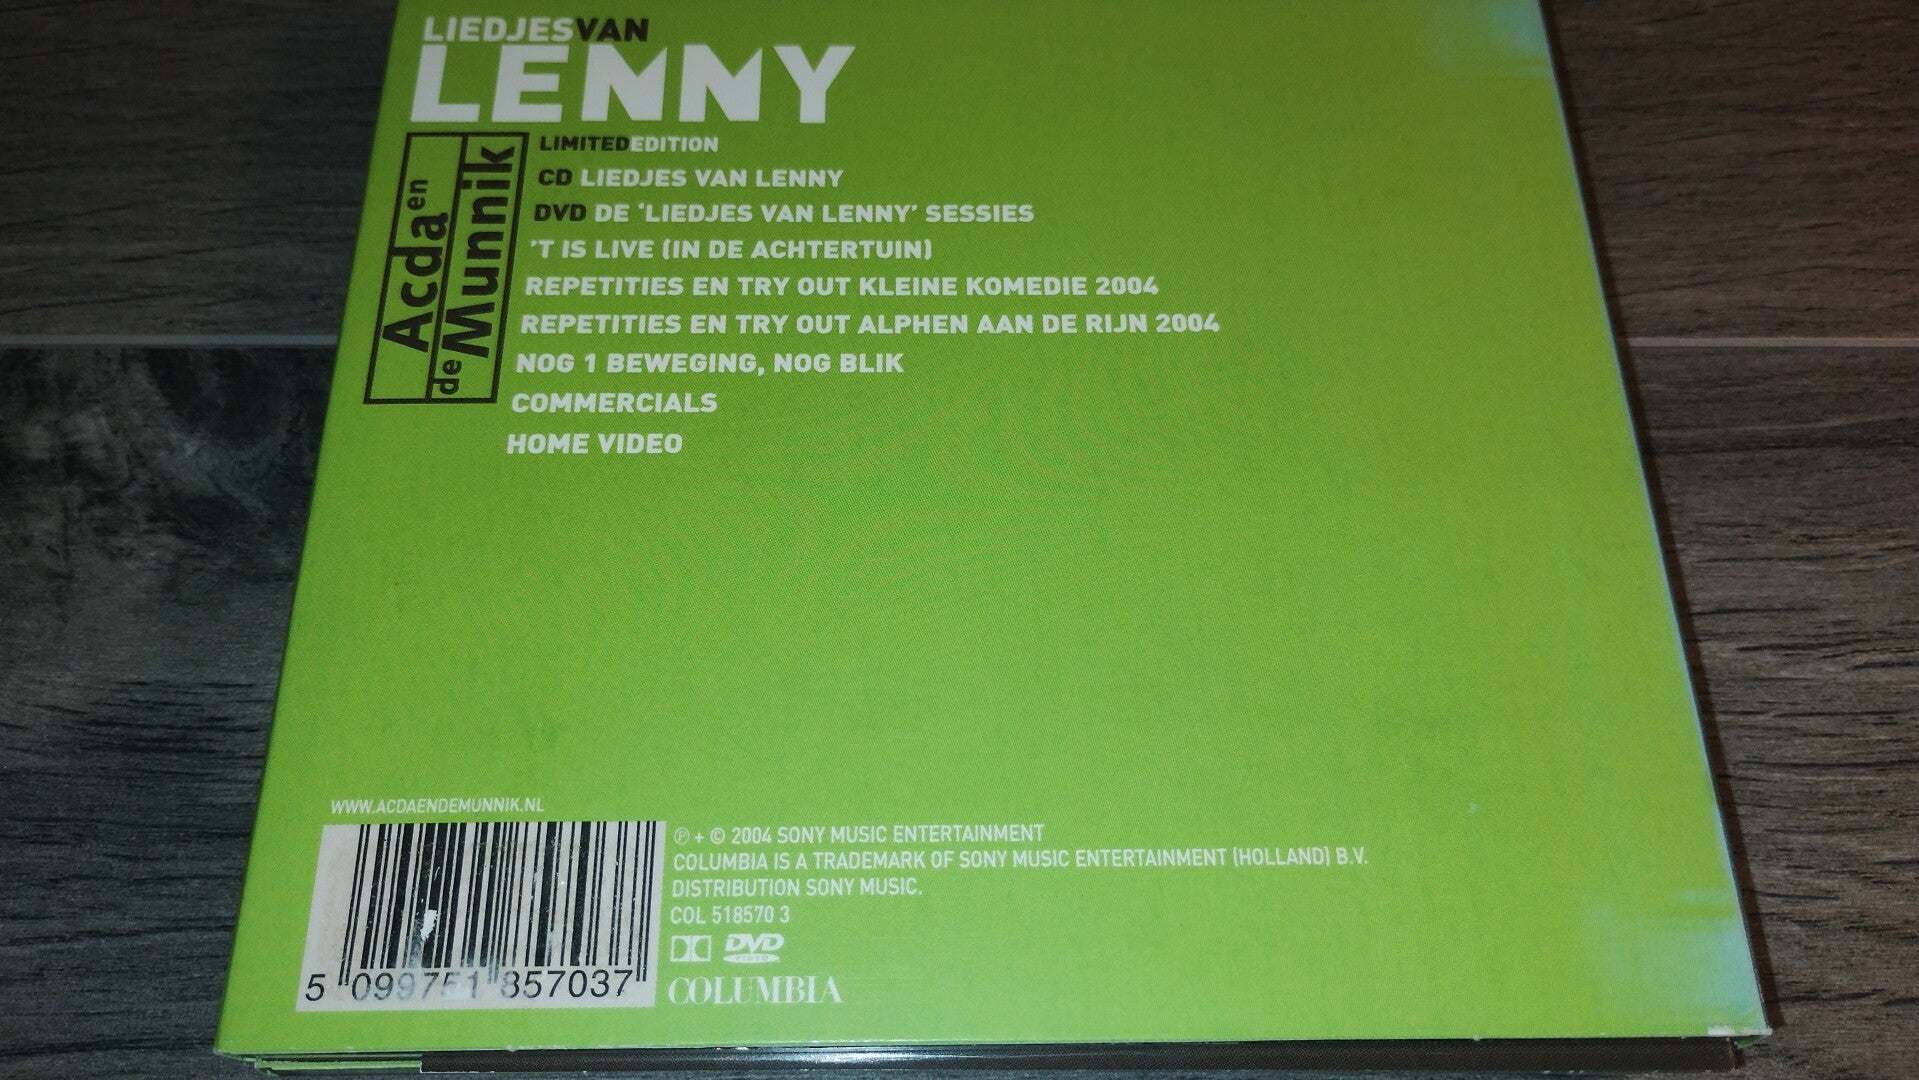 LIEDJESVAN
LENNY
Acda en
de Munnik
LIMITEDEDITION
CD LIEDJES VAN LENNY
DVD DE ‘LIEDJES VAN LENNY’ SESSIES
’T IS LIVE (IN DE ACHTERTUIN)
REPETITIES EN TRY OUT KLEINE KOMEDIE 2004
REPETITIES EN TRY OUT ALPHEN AAN DE RIJN 2004
NOG 1 BEWEGING, NOG BLIK
COMMERCIALS
HOME VIDEO
WWW.ACDAENDEMUNNIK.NL
℗ + © 2004 SONY MUSIC ENTERTAINMENT
COLUMBIA IS A TRADEMARK OF SONY MUSIC ENTERTAINMENT (HOLLAND) B.V.
DISTRIBUTION SONY MUSIC.
COL 518570 3
DVD
VIDEO
COLUMBIA
5 099751 857037